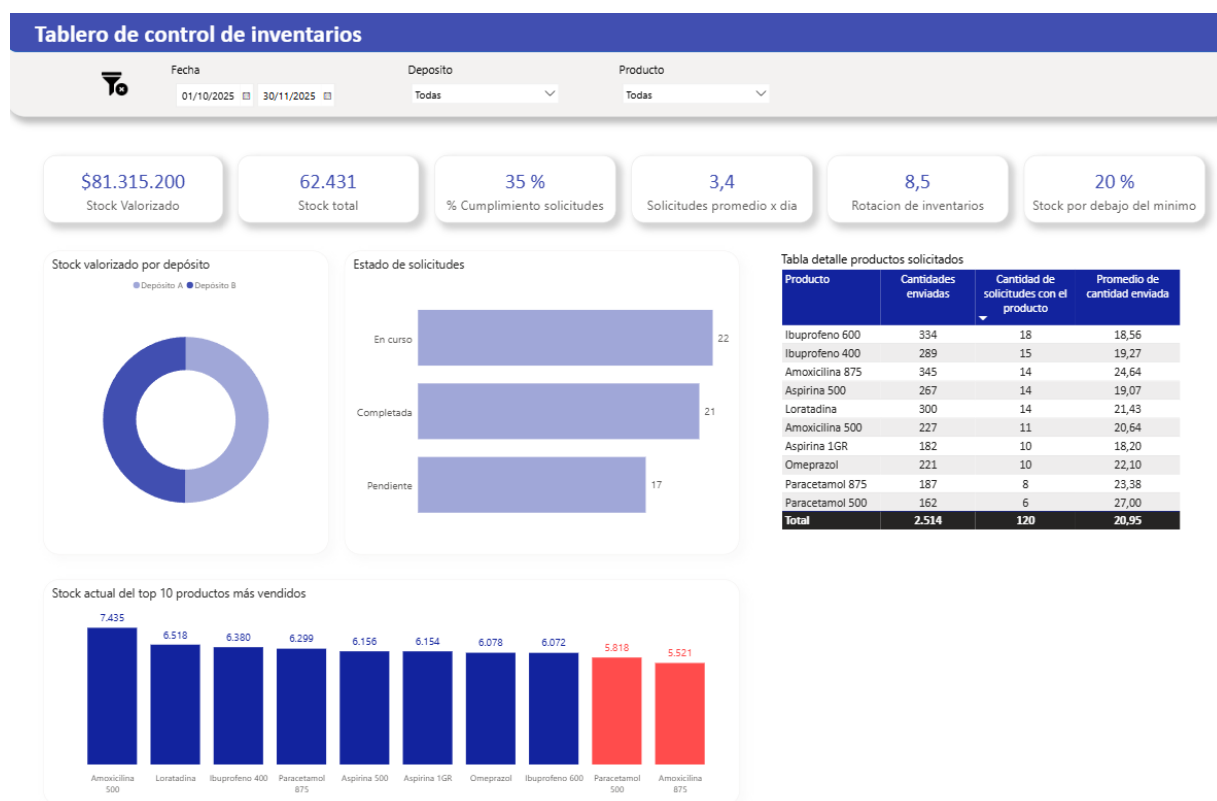 Tablero de control de inventarios
Fecha
Deposito
Producto
01/10/2025
30/11/2025
Todas
Todas
$81.315.200
Stock Valorizado
62.431
Stock total
35 %
% Cumplimiento solicitudes
3,4
Solicitudes promedio x dia
8,5
Rotacion de inventarios
20 %
Stock por debajo del minimo
Stock valorizado por depósito
Depósito A Depósito B
Estado de solicitudes
En curso
22
Completada
21
Pendiente
17
Tabla detalle productos solicitados
Producto
Cantidades
enviadas
Cantidad de
solicitudes con el
producto
Promedio de
cantidad enviada
Ibuprofeno 600 334 18 18,56
Ibuprofeno 400 289 15 19,27
Amoxicilina 875 345 14 24,64
Aspirina 500 267 14 19,07
Loratadina 300 14 21,43
Amoxicilina 500 227 11 20,64
Aspirina 1GR 182 10 18,20
Omeprazol 221 10 22,10
Paracetamol 875 187 8 23,38
Paracetamol 500 162 6 27,00
Total 2.514 120 20,95
Stock actual del top 10 productos más vendidos
7.435
6.518
6.380
6.299
6.156
6.154
6.078
6.072
5.818
5.521
Amoxicilina
500
Loratadina
Ibuprofeno 400
Paracetamol
875
Aspirina 500
Aspirina 1GR
Omeprazol
Ibuprofeno 600
Paracetamol
500
Amoxicilina
875